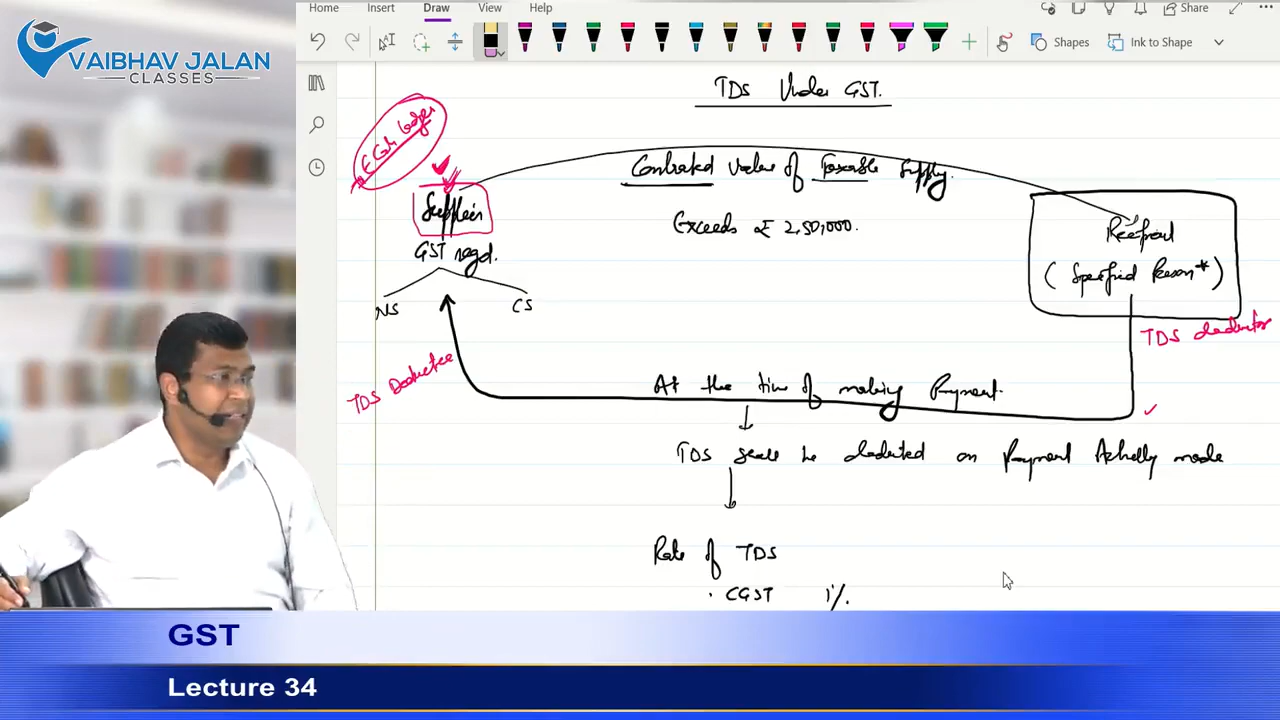 VAIBHAV JALAN
CLASSES
Home Insert Draw View Help
Share
Shapes
Ink to Shape
TDS Under GST.
E Cash ledger
Contracted value of Taxable Supply.
Exceeds ₹ 2,50,000.
Supplier
GST regd.
NS CS
Recipient
(Specified Person*)
TDS deductor
TDS Deductee
At the time of making Payment.
TDS shall be deducted on Payment Actually made
Rate of TDS
CGST 1%
GST
Lecture 34